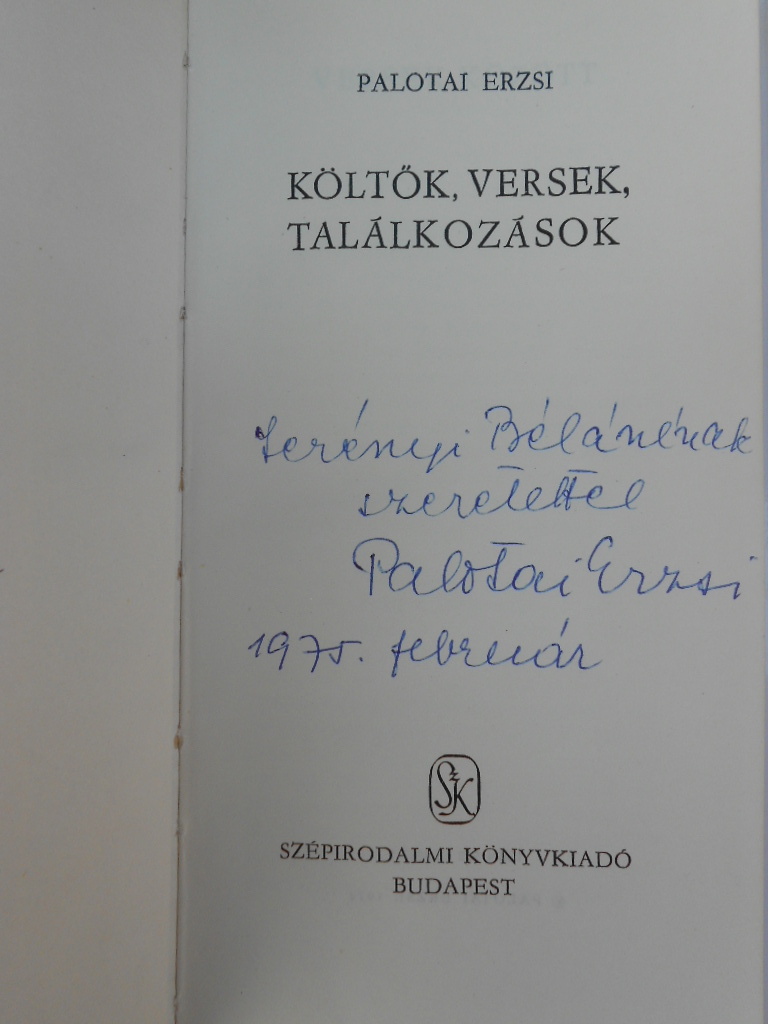 PALOTAI ERZSI
KÖLTŐK, VERSEK,
TALÁLKOZÁSOK
Serényi Bélánénak
szeretettel
Palotai Erzsi
1975. február
SzK
SZÉPIRODALMI KÖNYVKIADÓ
BUDAPEST